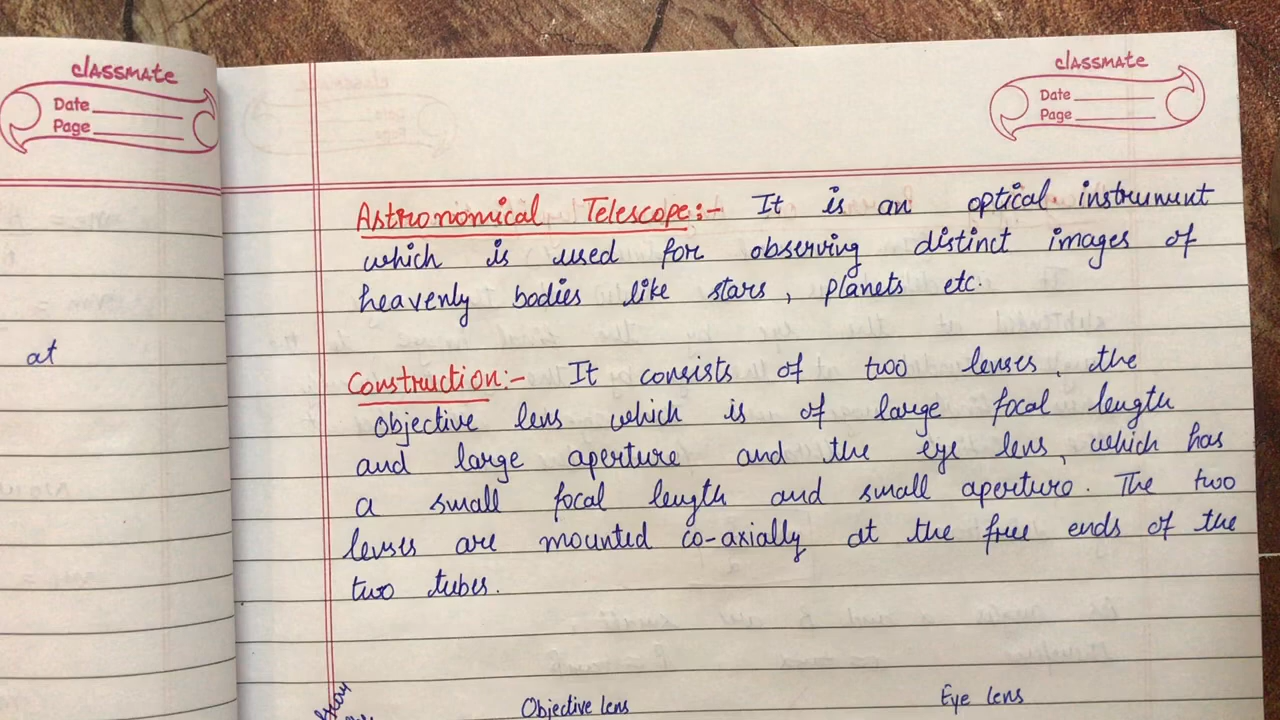 classmate
Date
Page
at
classmate
Date
Page
Astronomical Telescope:- It is an optical instrument
which is used for observing distinct images of
heavenly bodies like stars, planets etc.
Construction:- It consists of two lenses, the
objective lens which is of large focal length
and large aperture and the eye lens, which has
a small focal length and small aperture. The two
lenses are mounted co-axially at the free ends of the
two tubes.
Objective lens Eye lens